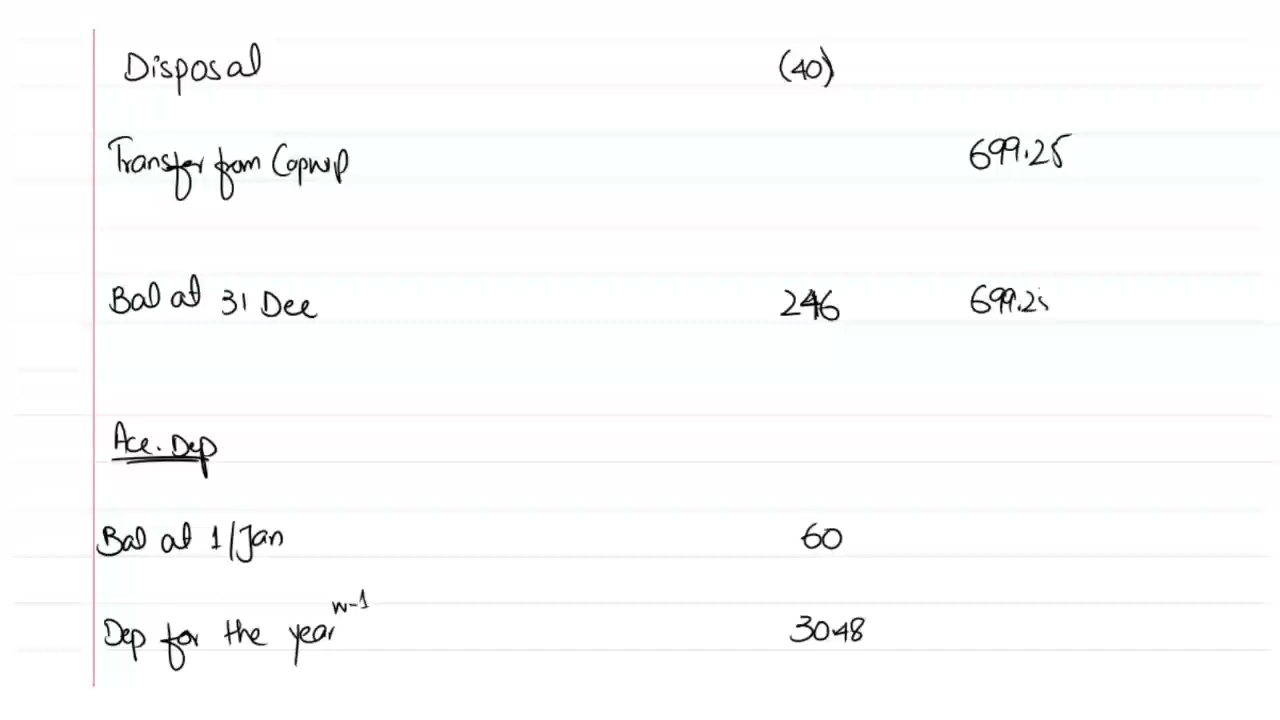 Disposal (40)
Transfer from Capwip 699.25
Bal at 31 Dec 246 699.25
Acc. Dep
Bal at 1/Jan 60
Dep for the year w-1 30.48